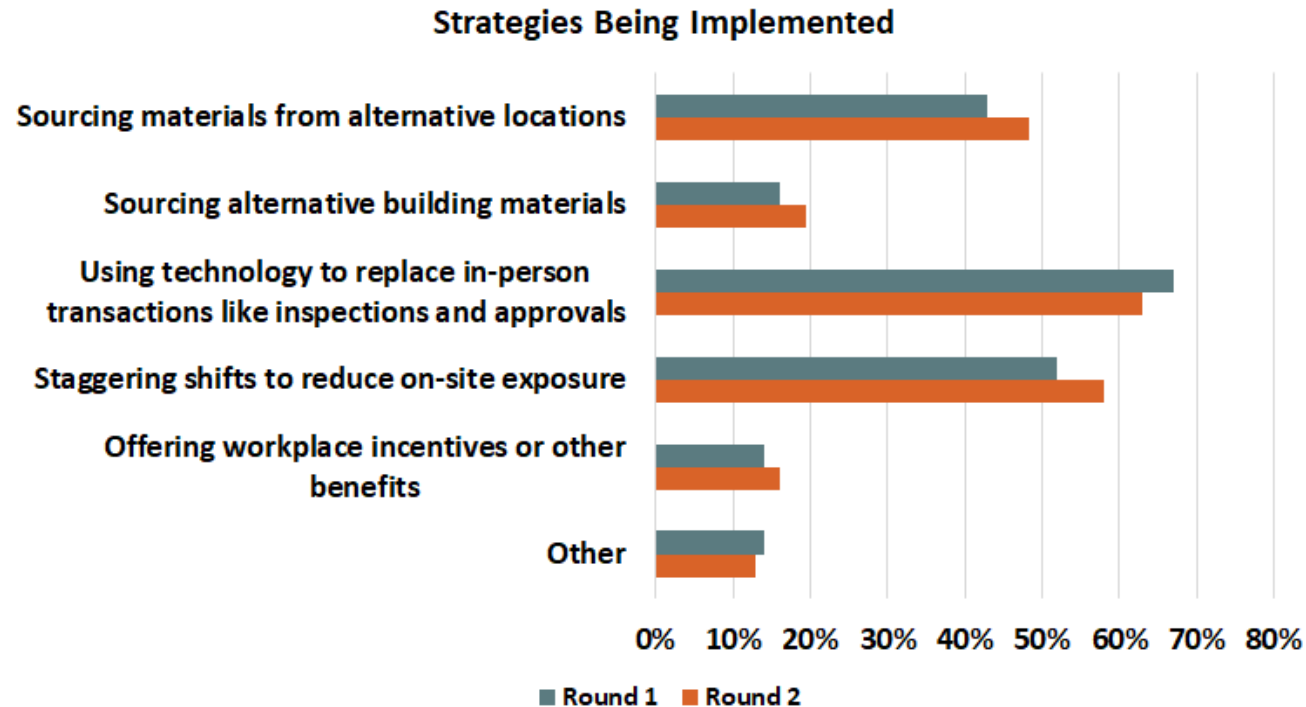 Strategies Being Implemented
Sourcing materials from alternative locations
Sourcing alternative building materials
Using technology to replace in-person
transactions like inspections and approvals
Staggering shifts to reduce on-site exposure
Offering workplace incentives or other
benefits
Other
0% 10% 20% 30% 40% 50% 60% 70% 80%
Round 1 Round 2